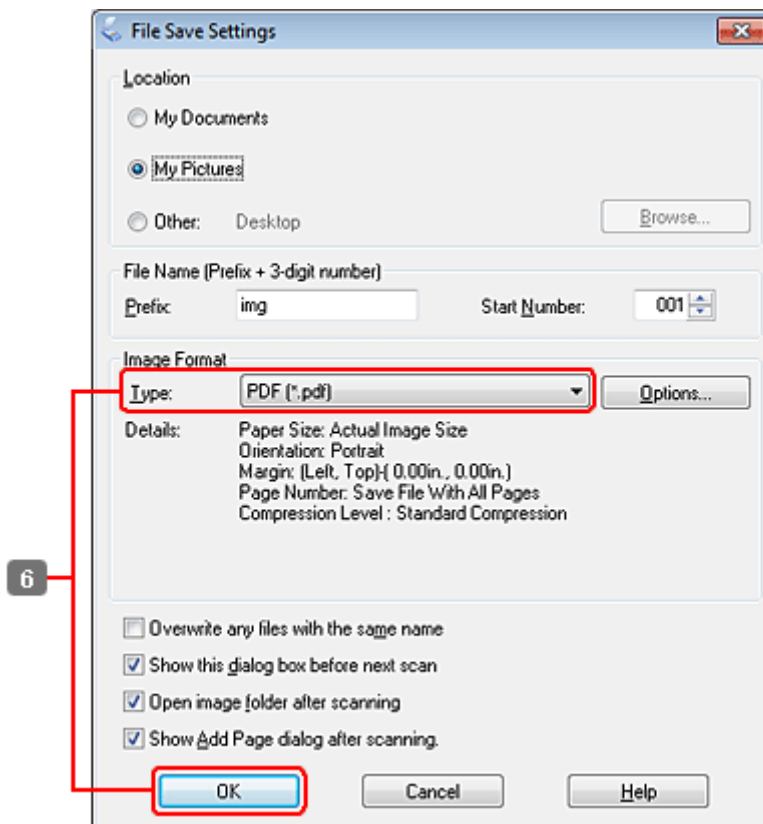 File Save Settings
Location
My Documents
My Pictures
Other: Desktop Browse...
File Name (Prefix + 3-digit number)
Prefix: img Start Number: 001
Image Format
Type: PDF (*.pdf) Options...
Details: Paper Size: Actual Image Size
Orientation: Portrait
Margin: (Left, Top)-( 0.00in., 0.00in.)
Page Number: Save File With All Pages
Compression Level : Standard Compression
6
Overwrite any files with the same name
Show this dialog box before next scan
Open image folder after scanning
Show Add Page dialog after scanning.
OK Cancel Help